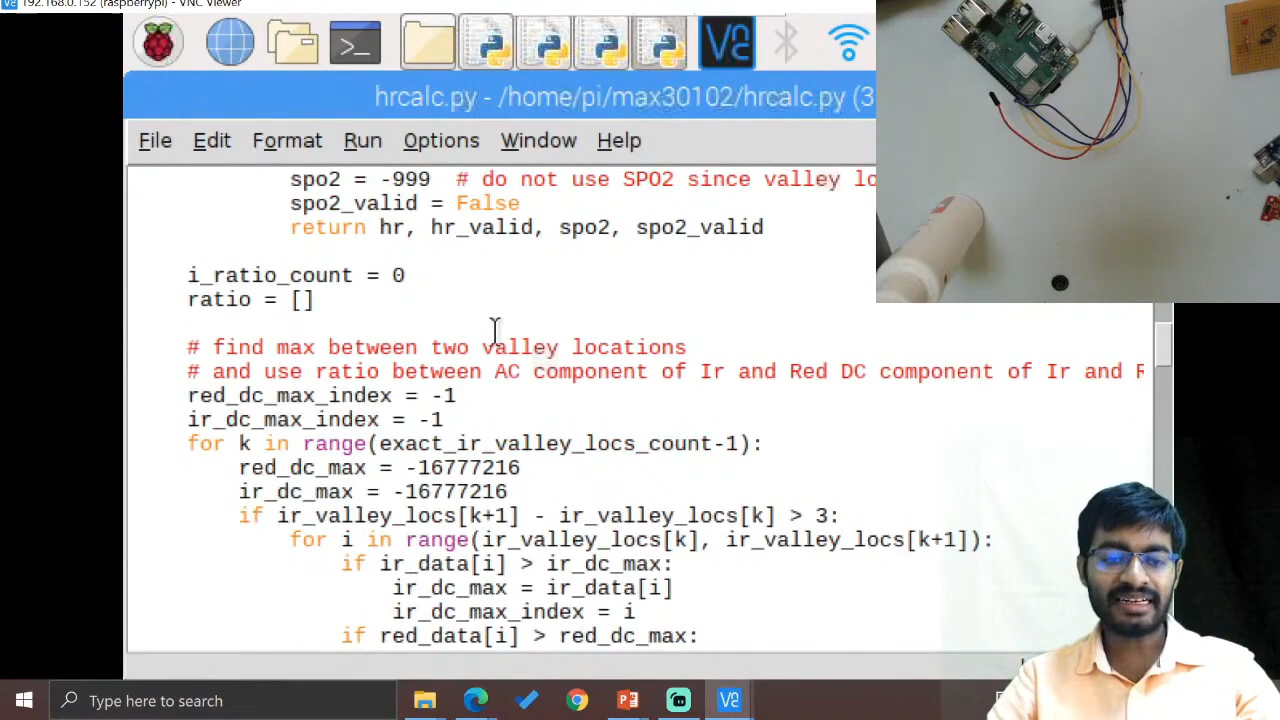 192.168.0.152 (raspberrypi) - VNC Viewer
hrcalc.py - /home/pi/max30102/hrcalc.py (3
File Edit Format Run Options Window Help
spo2 = -999 # do not use SPO2 since valley lo
spo2_valid = False
return hr, hr_valid, spo2, spo2_valid
i_ratio_count = 0
ratio = []
# find max between two valley locations
# and use ratio between AC component of Ir and Red DC component of Ir and R
red_dc_max_index = -1
ir_dc_max_index = -1
for k in range(exact_ir_valley_locs_count-1):
red_dc_max = -16777216
ir_dc_max = -16777216
if ir_valley_locs[k+1] - ir_valley_locs[k] > 3:
for i in range(ir_valley_locs[k], ir_valley_locs[k+1]):
if ir_data[i] > ir_dc_max:
ir_dc_max = ir_data[i]
ir_dc_max_index = i
if red_data[i] > red_dc_max:
Type here to search